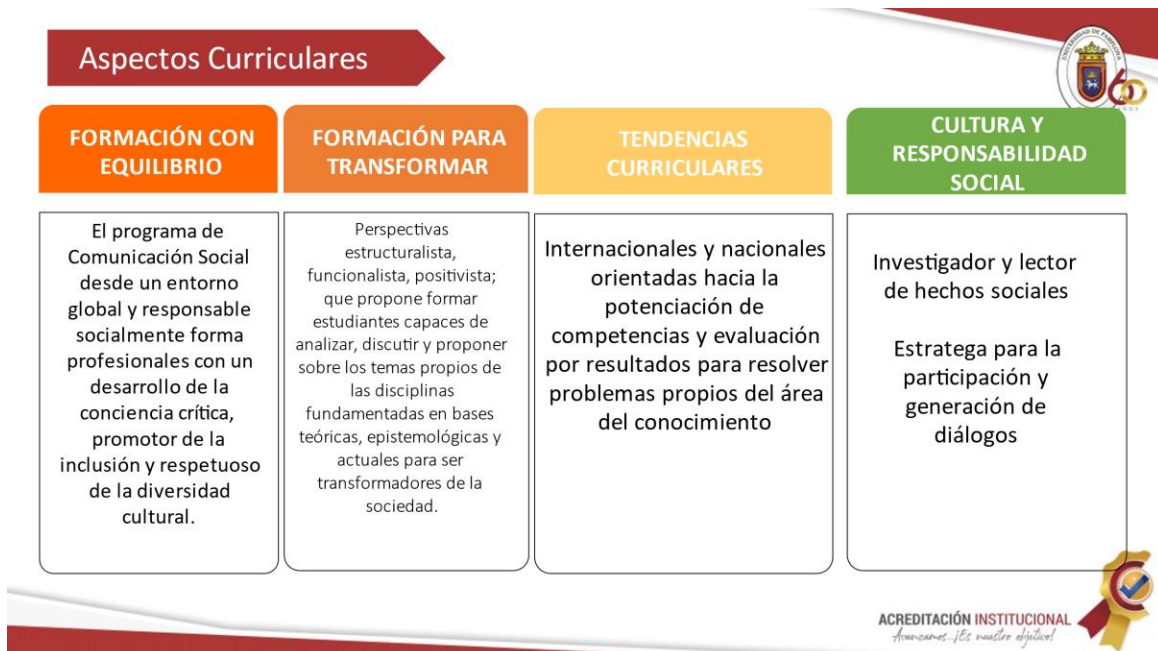 Aspectos Curriculares
UNIVERSIDAD DE PAMPLONA
60
AÑOS
FORMACIÓN CON
EQUILIBRIO
El programa de
Comunicación Social
desde un entorno
global y responsable
socialmente forma
profesionales con un
desarrollo de la
conciencia crítica,
promotor de la
inclusión y respetuoso
de la diversidad
cultural.
FORMACIÓN PARA
TRANSFORMAR
Perspectivas
estructuralista,
funcionalista, positivista;
que propone formar
estudiantes capaces de
analizar, discutir y proponer
sobre los temas propios de
las disciplinas
fundamentadas en bases
teóricas, epistemológicas y
actuales para ser
transformadores de la
sociedad.
TENDENCIAS
CURRICULARES
Internacionales y nacionales
orientadas hacia la
potenciación de
competencias y evaluación
por resultados para resolver
problemas propios del área
del conocimiento
CULTURA Y
RESPONSABILIDAD
SOCIAL
Investigador y lector
de hechos sociales
Estratega para la
participación y
generación de
diálogos
ACREDITACIÓN INSTITUCIONAL
Avanzamos...¡Es nuestro objetivo!